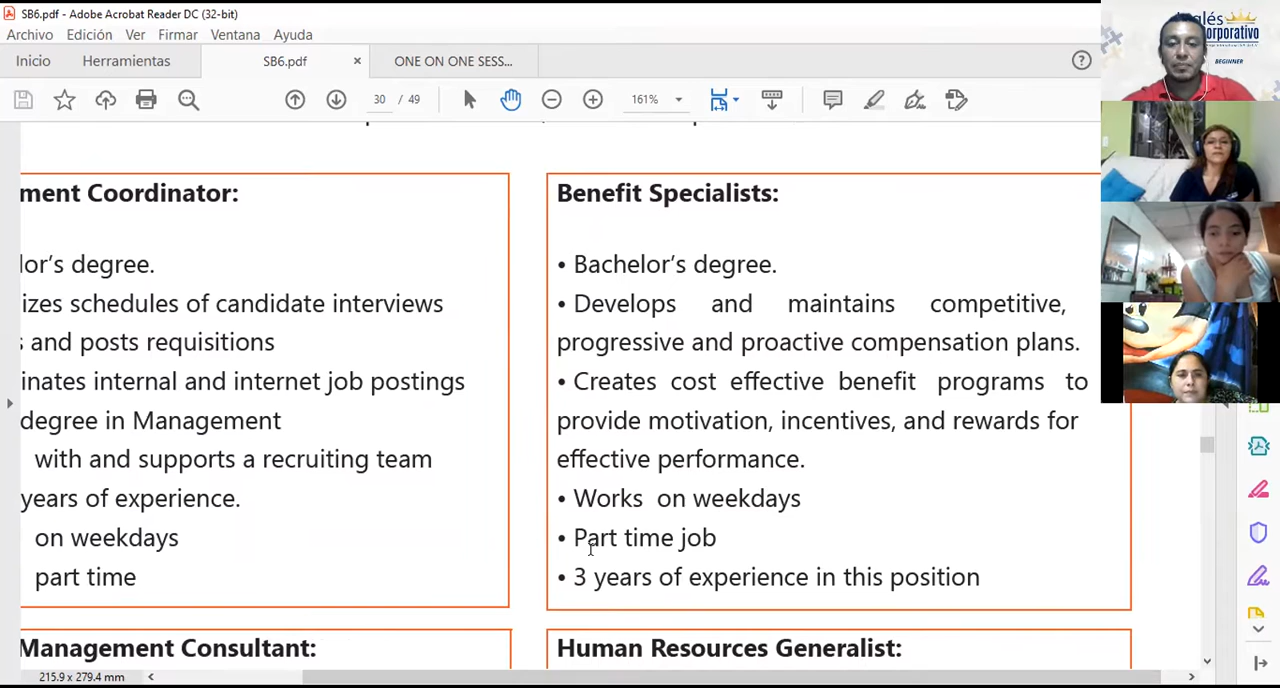 SB6.pdf - Adobe Acrobat Reader DC (32-bit)
Archivo Edición Ver Firmar Ventana Ayuda
Inicio Herramientas SB6.pdf × ONE ON ONE SESS...
30 / 49 161%
ment Coordinator:
lor's degree.
izes schedules of candidate interviews
s and posts requisitions
inates internal and internet job postings
degree in Management
with and supports a recruiting team
years of experience.
on weekdays
part time
Benefit Specialists:
• Bachelor's degree.
• Develops and maintains competitive,
progressive and proactive compensation plans.
• Creates cost effective benefit programs to
provide motivation, incentives, and rewards for
effective performance.
• Works on weekdays
• Part time job
• 3 years of experience in this position
Management Consultant:
Human Resources Generalist:
215.9 x 279.4 mm
BEGINNER